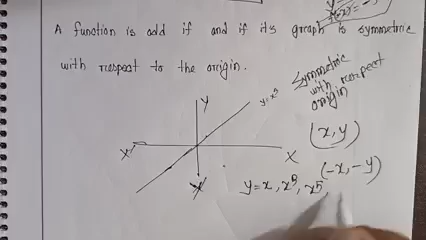 A function is odd if and if its graph is symmetric
with respect to the origin.
Symmetric
with respect
origin
Y
y=x³
(x,y)
X'
X
(-x,-y)
y=x, x³, x⁵,